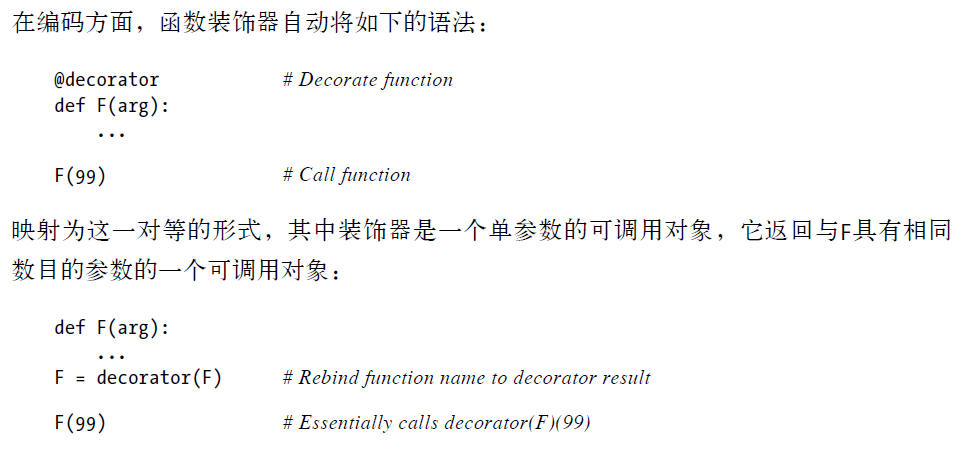 在编码方面，函数装饰器自动将如下的语法：
@decorator # Decorate function
def F(arg):
...
F(99) # Call function
映射为这一对等的形式，其中装饰器是一个单参数的可调用对象，它返回与F具有相同
数目的参数的一个可调用对象：
def F(arg):
...
F = decorator(F) # Rebind function name to decorator result
F(99) # Essentially calls decorator(F)(99)